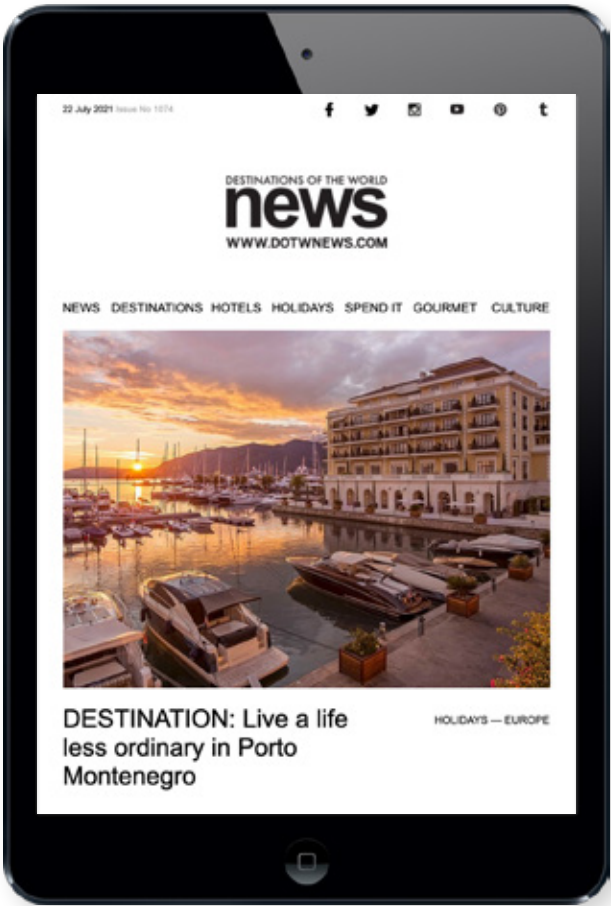 22 July 2021 Issue No 1074
DESTINATIONS OF THE WORLD
news
WWW.DOTWNEWS.COM
NEWS DESTINATIONS HOTELS HOLIDAYS SPEND IT GOURMET CULTURE
DESTINATION: Live a life
less ordinary in Porto
Montenegro
HOLIDAYS — EUROPE